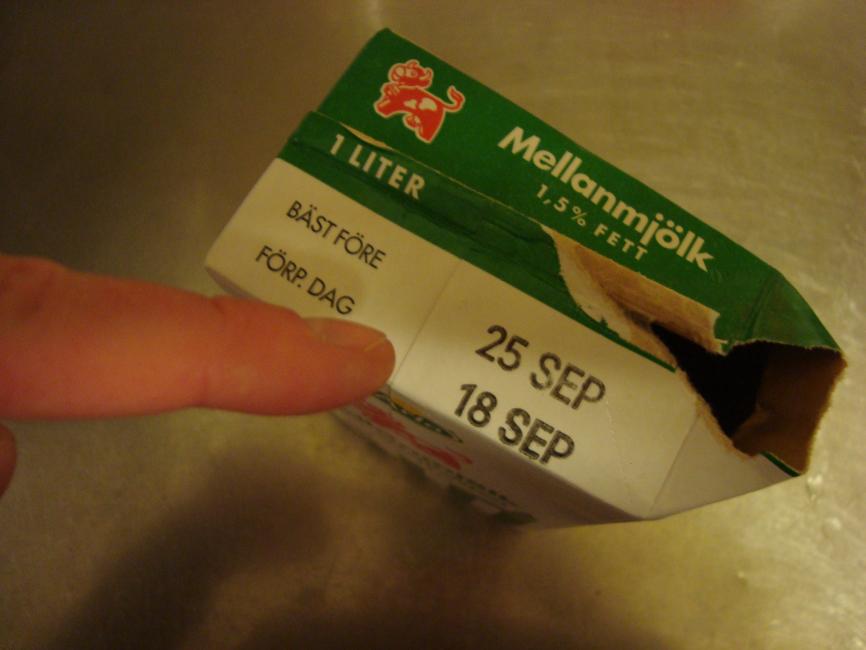 Mellanmjölk
1,5% FETT
1 LITER
BÄST FÖRE 25 SEP
FÖRP. DAG 18 SEP